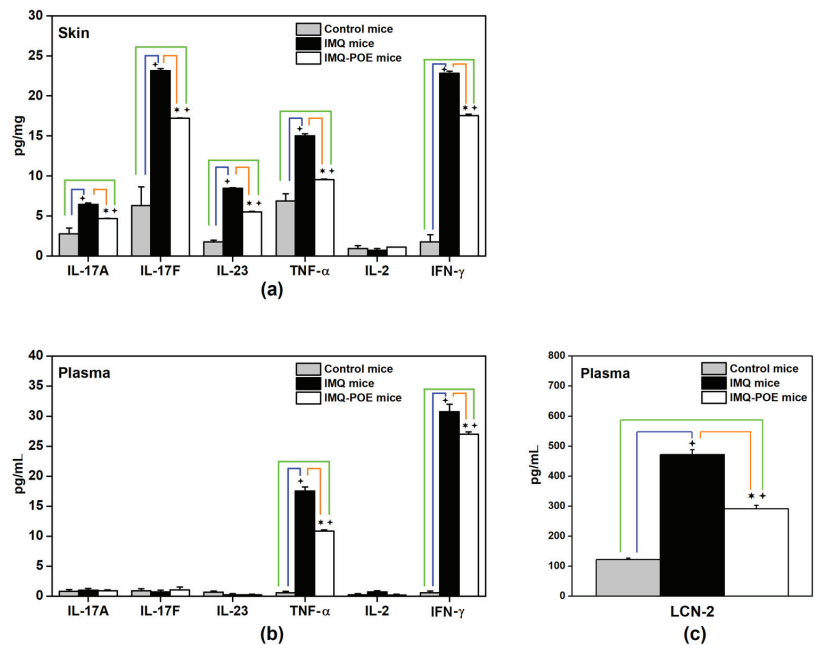 Skin
Control mice
IMQ mice
IMQ-POE mice
30
25
20
15
10
5
0
pg/mg
+ * + + * + + * + + * + + * +
IL-17A IL-17F IL-23 TNF-α IL-2 IFN-γ
(a)
Plasma
Control mice
IMQ mice
IMQ-POE mice
40
35
30
25
20
15
10
5
0
pg/mL
+ * + + * +
IL-17A IL-17F IL-23 TNF-α IL-2 IFN-γ
(b)
Plasma
Control mice
IMQ mice
IMQ-POE mice
800
700
600
500
400
300
200
100
0
pg/mL
+ * +
LCN-2
(c)